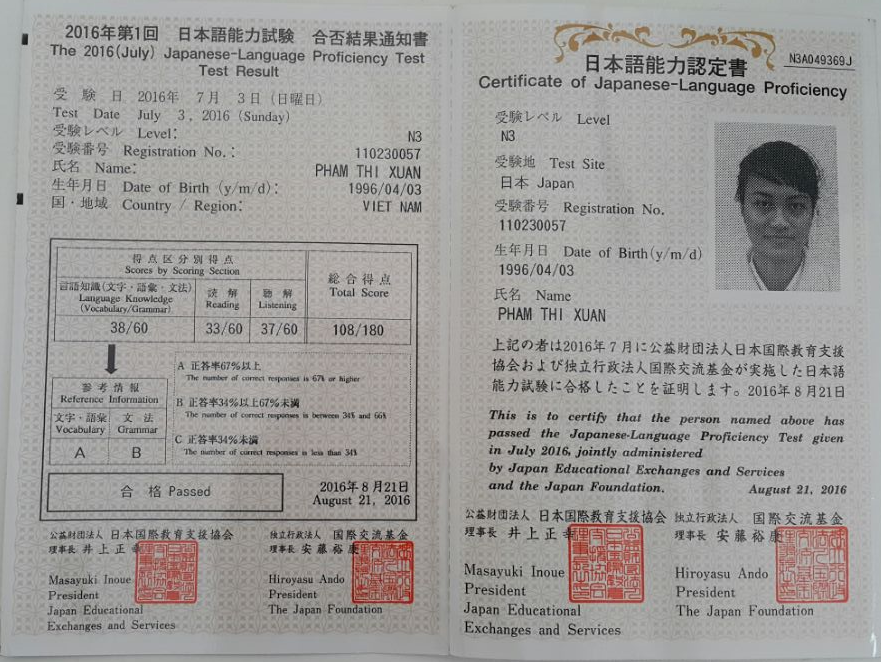 2016年第1回 日本語能力試験 合否結果通知書
The 2016(July) Japanese-Language Proficiency Test
Test Result
受 験 日 2016年 7月 3日(日曜日)
Test Date July 3, 2016 (Sunday)
受験レベル Level: N3
受験番号 Registration No.: 110230057
氏名 Name: PHAM THI XUAN
生年月日 Date of Birth (y/m/d): 1996/04/03
国・地域 Country / Region: VIET NAM
得点区分別得点
Scores by Scoring Section
総合得点
Total Score
言語知識(文字・語彙・文法)
Language Knowledge
(Vocabulary/Grammar)
読解
Reading
聴解
Listening
38/60 33/60 37/60 108/180
参考情報
Reference Information
文字・語彙
Vocabulary
文法
Grammar
A B
A 正答率67%以上
The number of correct responses is 67% or higher
B 正答率34%以上67%未満
The number of correct responses is between 34% and 66%
C 正答率34%未満
The number of correct responses is less than 34%
合格 Passed
2016年8月21日
August 21, 2016
公益財団法人 日本国際教育支援協会
理事長 井上正幸
Masayuki Inoue
President
Japan Educational
Exchanges and Services
独立行政法人 国際交流基金
理事長 安藤裕康
Hiroyasu Ando
President
The Japan Foundation
N3A049369J
日本語能力認定書
Certificate of Japanese-Language Proficiency
受験レベル Level
N3
受験地 Test Site
日本 Japan
受験番号 Registration No.
110230057
生年月日 Date of Birth(y/m/d)
1996/04/03
氏名 Name
PHAM THI XUAN
上記の者は2016年7月に公益財団法人日本国際教育支援
協会および独立行政法人国際交流基金が実施した日本語
能力試験に合格したことを証明します。2016年8月21日
This is to certify that the person named above has
passed the Japanese-Language Proficiency Test given
in July 2016, jointly administered
by Japan Educational Exchanges and Services
and the Japan Foundation. August 21, 2016
公益財団法人 日本国際教育支援協会
理事長 井上正幸
Masayuki Inoue
President
Japan Educational
Exchanges and Services
独立行政法人 国際交流基金
理事長 安藤裕康
Hiroyasu Ando
President
The Japan Foundation